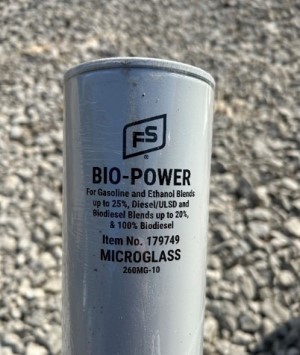 FS
®
BIO-POWER
For Gasoline and Ethanol Blends
up to 25%, Diesel/ULSD and
Biodiesel Blends up to 20%,
& 100% Biodiesel
Item No. 179749
MICROGLASS
260MG-10